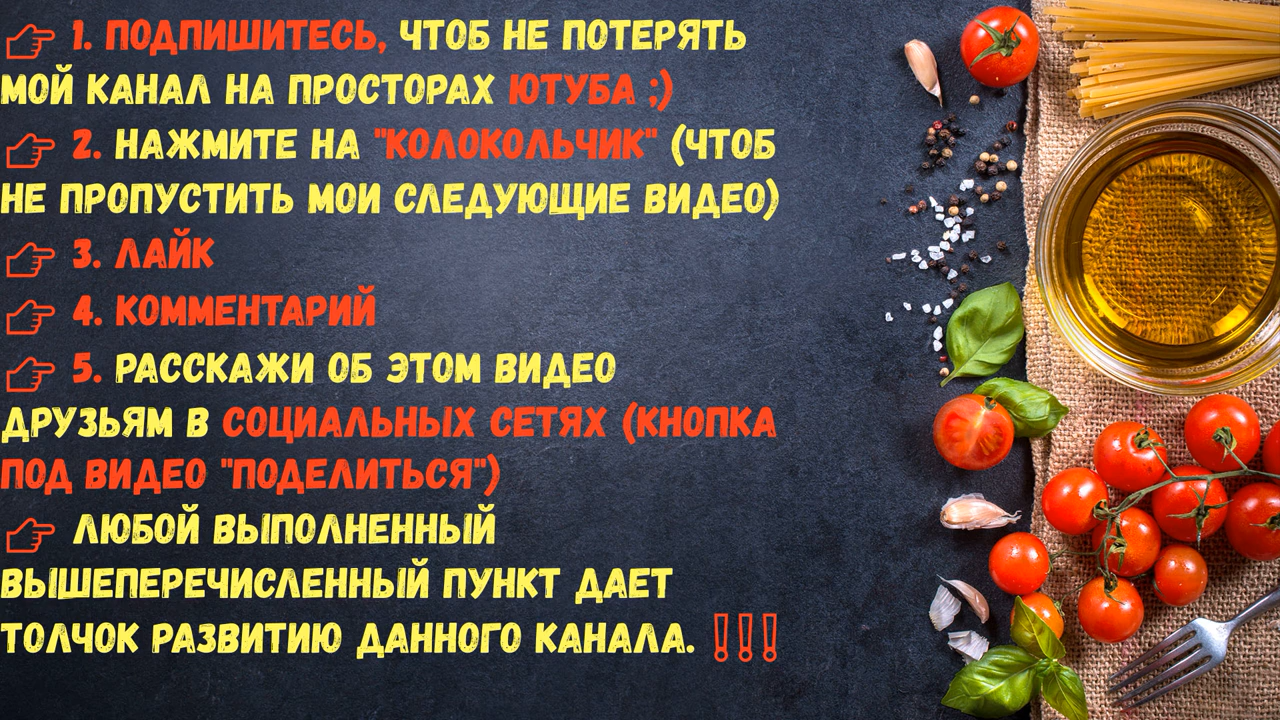 👉 1. ПОДПИШИТЕСЬ, ЧТОБ НЕ ПОТЕРЯТЬ
МОЙ КАНАЛ НА ПРОСТОРАХ ЮТУБА ;)
👉 2. НАЖМИТЕ НА "КОЛОКОЛЬЧИК" (ЧТОБ
НЕ ПРОПУСТИТЬ МОИ СЛЕДУЮЩИЕ ВИДЕО)
👉 3. ЛАЙК
👉 4. КОММЕНТАРИЙ
👉 5. РАССКАЖИ ОБ ЭТОМ ВИДЕО
ДРУЗЬЯМ В СОЦИАЛЬНЫХ СЕТЯХ (КНОПКА
ПОД ВИДЕО "ПОДЕЛИТЬСЯ")
👉 ЛЮБОЙ ВЫПОЛНЕННЫЙ
ВЫШЕПЕРЕЧИСЛЕННЫЙ ПУНКТ ДАЕТ
ТОЛЧОК РАЗВИТИЮ ДАННОГО КАНАЛА. ❗❗❗